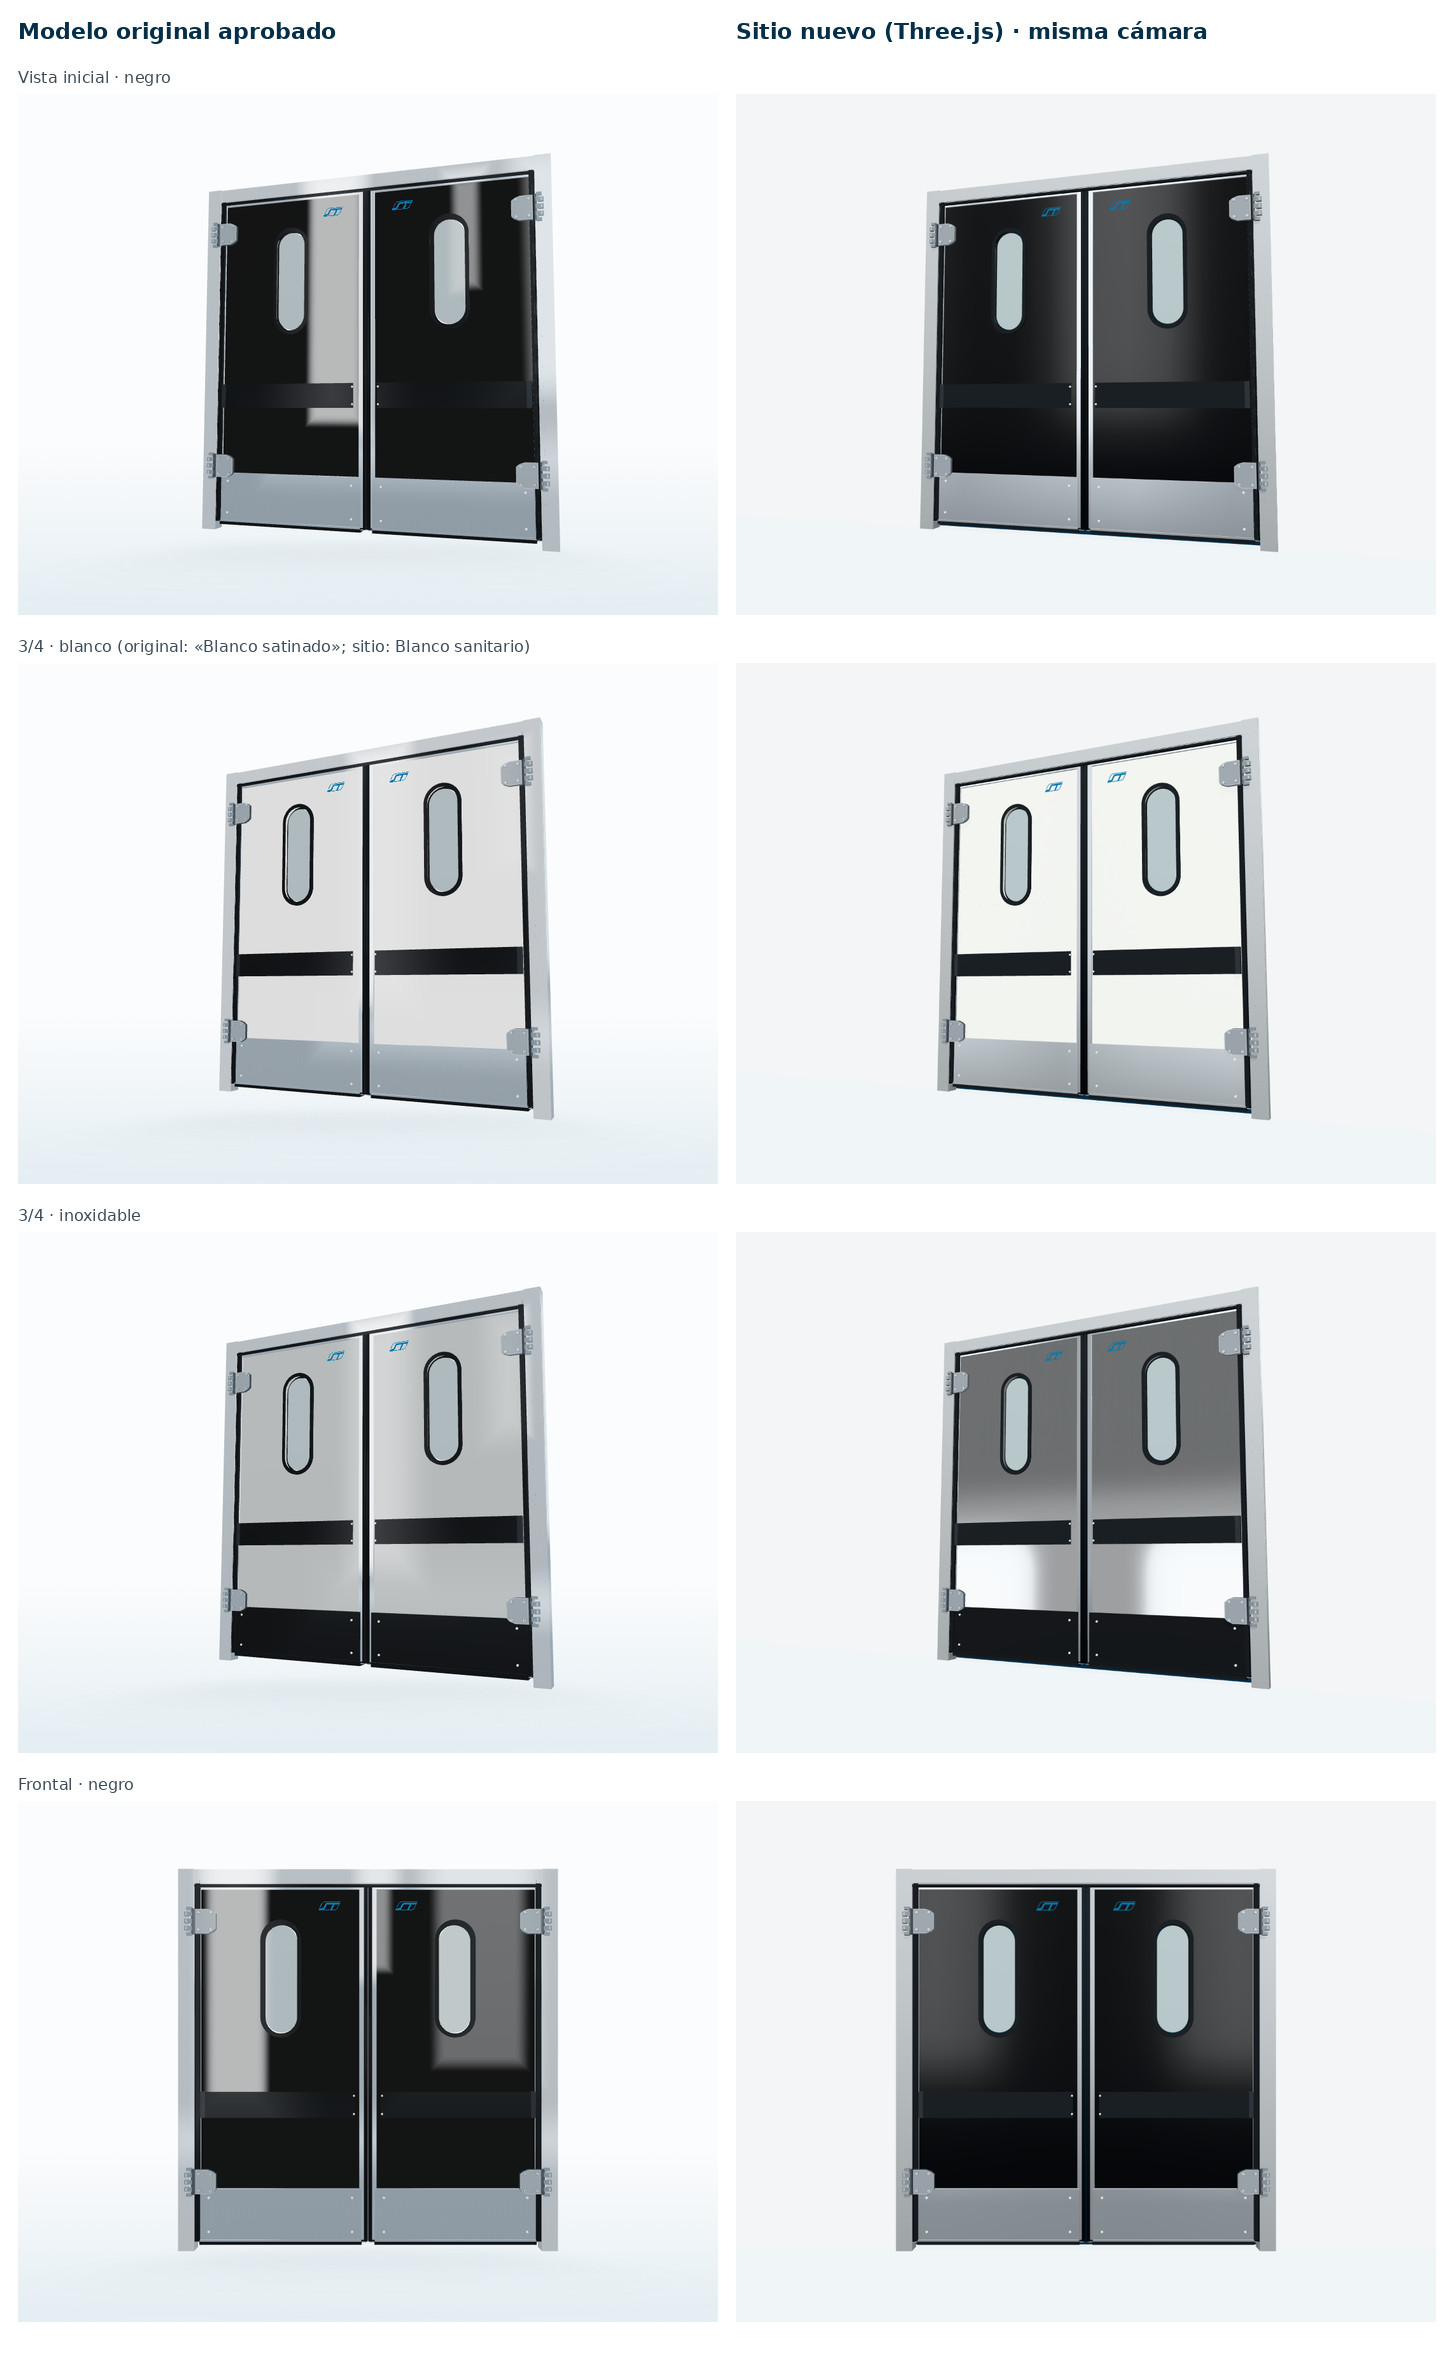 Modelo original aprobado
Sitio nuevo (Three.js) · misma cámara
Vista inicial · negro
3/4 · blanco (original: «Blanco satinado»; sitio: Blanco sanitario)
3/4 · inoxidable
Frontal · negro